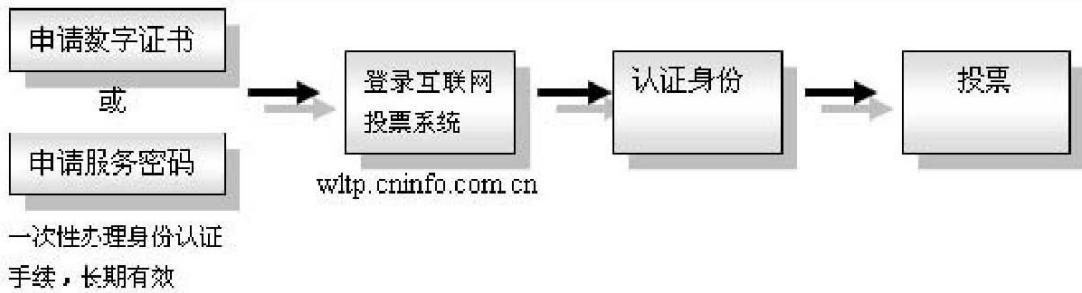 申请数字证书
或
申请服务密码
一次性办理身份认证
手续，长期有效
登录互联网
投票系统
wltp.cninfo.com.cn
认证身份
投票